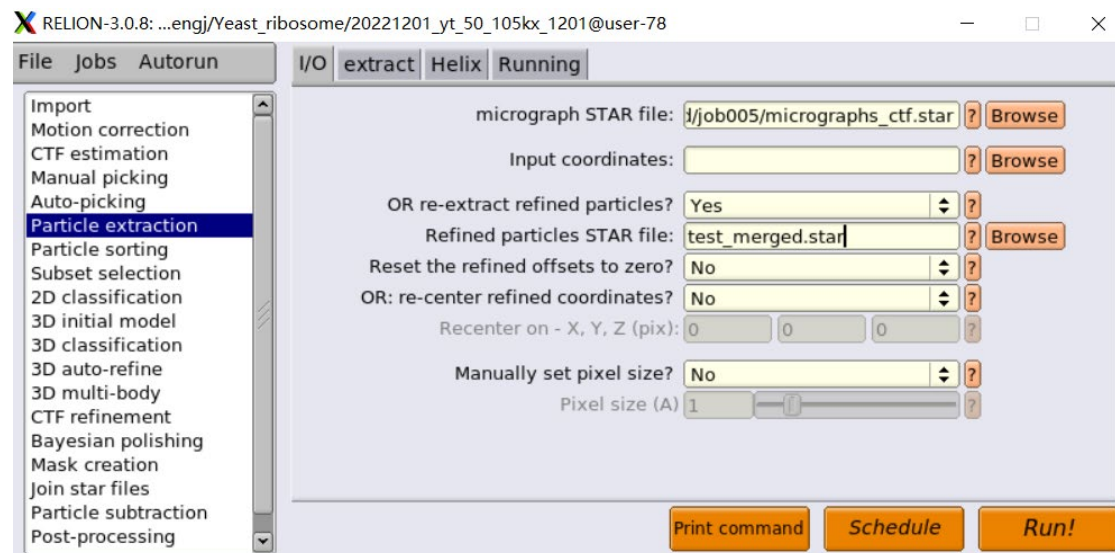 RELION-3.0.8: ...engj/Yeast_ribosome/20221201_yt_50_105kx_1201@user-78
File Jobs Autorun
Import
Motion correction
CTF estimation
Manual picking
Auto-picking
Particle extraction
Particle sorting
Subset selection
2D classification
3D initial model
3D classification
3D auto-refine
3D multi-body
CTF refinement
Bayesian polishing
Mask creation
Join star files
Particle subtraction
Post-processing
I/O extract Helix Running
micrograph STAR file: d/job005/micrographs_ctf.star ? Browse
Input coordinates: ? Browse
OR re-extract refined particles? Yes ?
Refined particles STAR file: test_merged.star ? Browse
Reset the refined offsets to zero? No ?
OR: re-center refined coordinates? No ?
Recenter on - X, Y, Z (pix): 0 0 0 ?
Manually set pixel size? No ?
Pixel size (A) 1 ?
Print command Schedule Run!